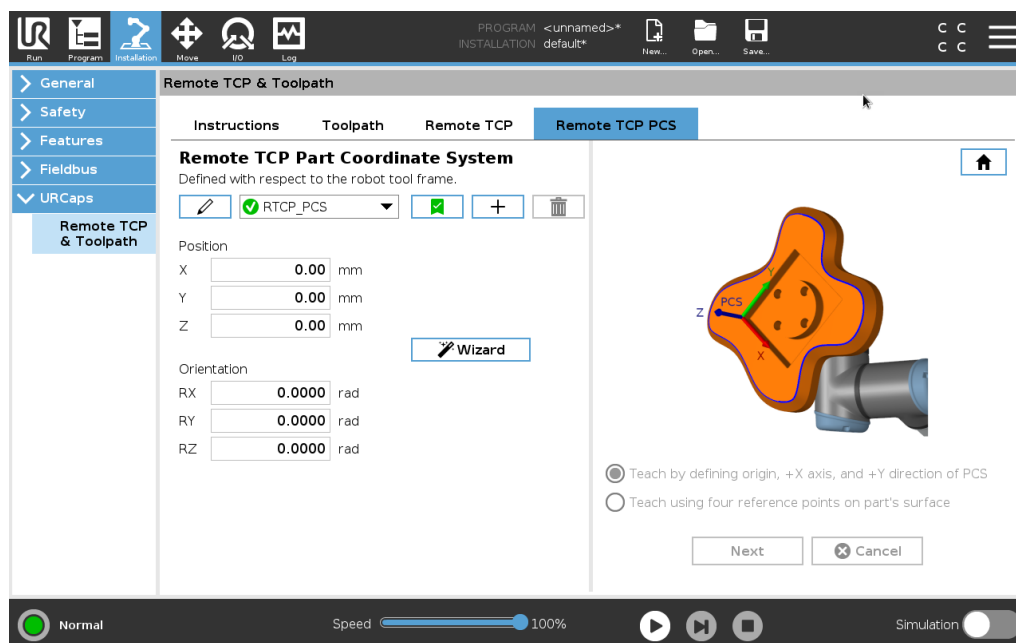 UR
PROGRAM <unnamed>*
INSTALLATION default*
C C
C C
Run Program Installation Move I/O Log New... Open... Save...
General
Safety
Features
Fieldbus
URCaps
Remote TCP
& Toolpath
Remote TCP & Toolpath
Instructions Toolpath Remote TCP Remote TCP PCS
Remote TCP Part Coordinate System
Defined with respect to the robot tool frame.
RTCP_PCS
Position
X 0.00 mm
Y 0.00 mm
Z 0.00 mm
Wizard
Orientation
RX 0.0000 rad
RY 0.0000 rad
RZ 0.0000 rad
Y
PCS
Z
X
Teach by defining origin, +X axis, and +Y direction of PCS
Teach using four reference points on part's surface
Next Cancel
Normal Speed 100% Simulation